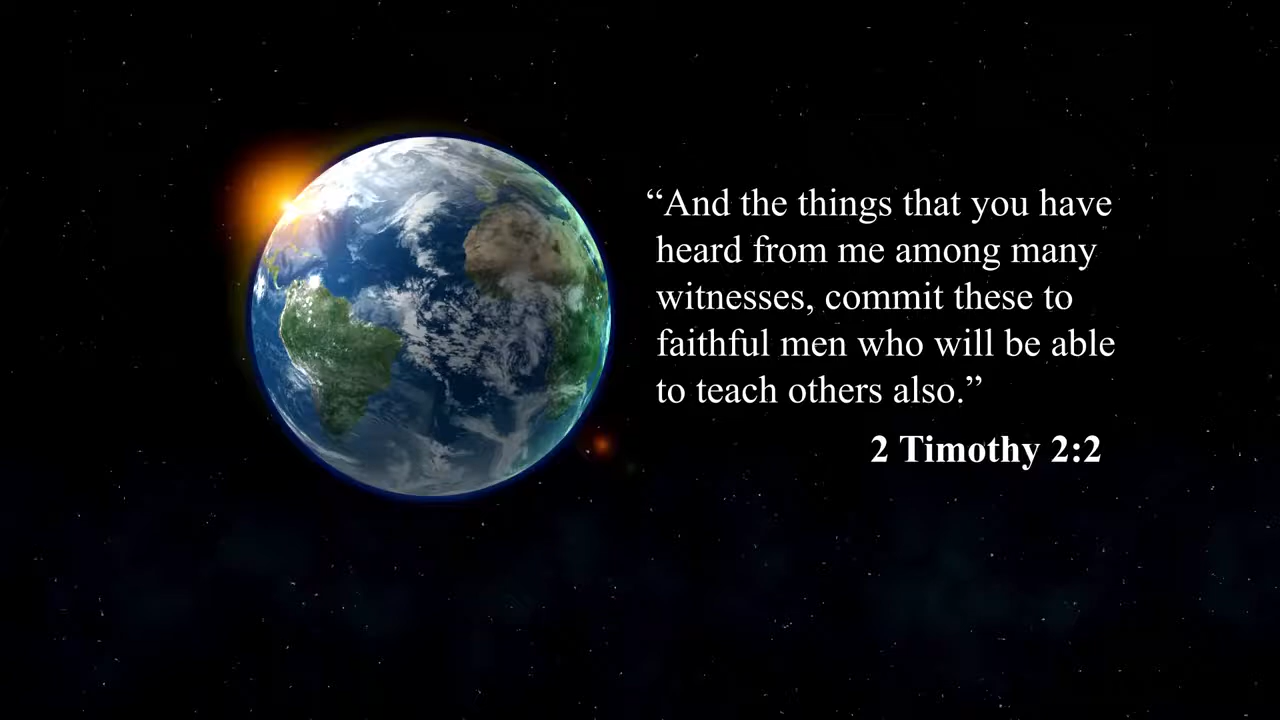 “And the things that you have
heard from me among many
witnesses, commit these to
faithful men who will be able
to teach others also.”
2 Timothy 2:2